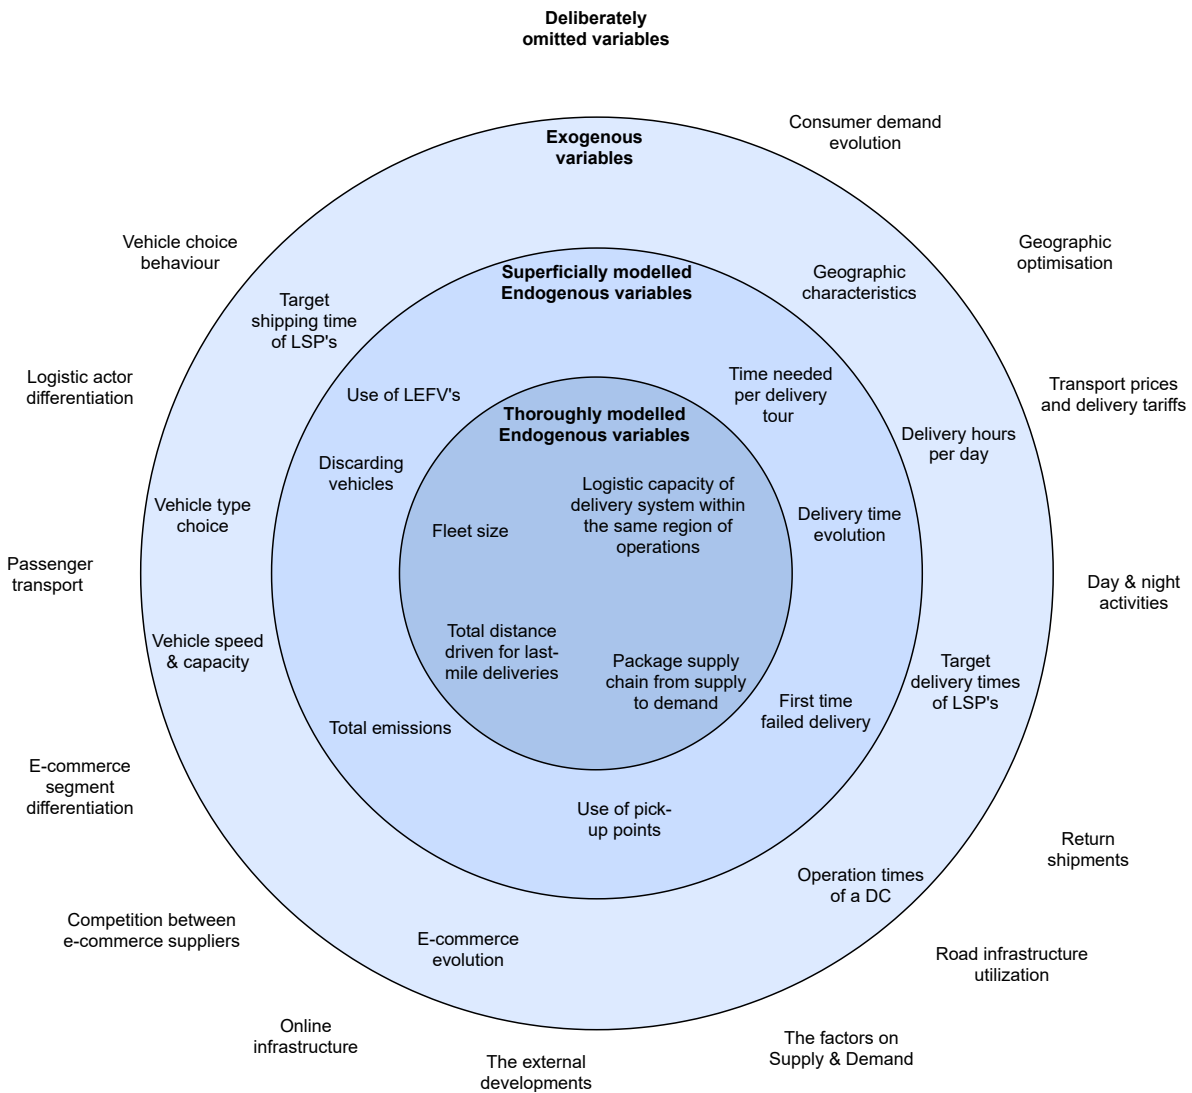 Deliberately
omitted variables
Consumer demand
evolution
Exogenous
variables
Vehicle choice
behaviour
Geographic
optimisation
Superficially modelled
Endogenous variables
Geographic
characteristics
Target
shipping time
of LSP's
Logistic actor
differentiation
Use of LEFV's
Time needed
per delivery
tour
Transport prices
and delivery tariffs
Thoroughly modelled
Endogenous variables
Delivery hours
per day
Discarding
vehicles
Logistic capacity of
delivery system within
the same region of
operations
Vehicle type
choice
Fleet size
Delivery time
evolution
Passenger
transport
Day & night
activities
Vehicle speed
& capacity
Total distance
driven for last-
mile deliveries
Package supply
chain from supply
to demand
Target
delivery times
of LSP's
Total emissions
First time
failed delivery
E-commerce
segment
differentiation
Use of pick-
up points
Return
shipments
Operation times
of a DC
Competition between
e-commerce suppliers
E-commerce
evolution
Road infrastructure
utilization
Online
infrastructure
The external
developments
The factors on
Supply & Demand